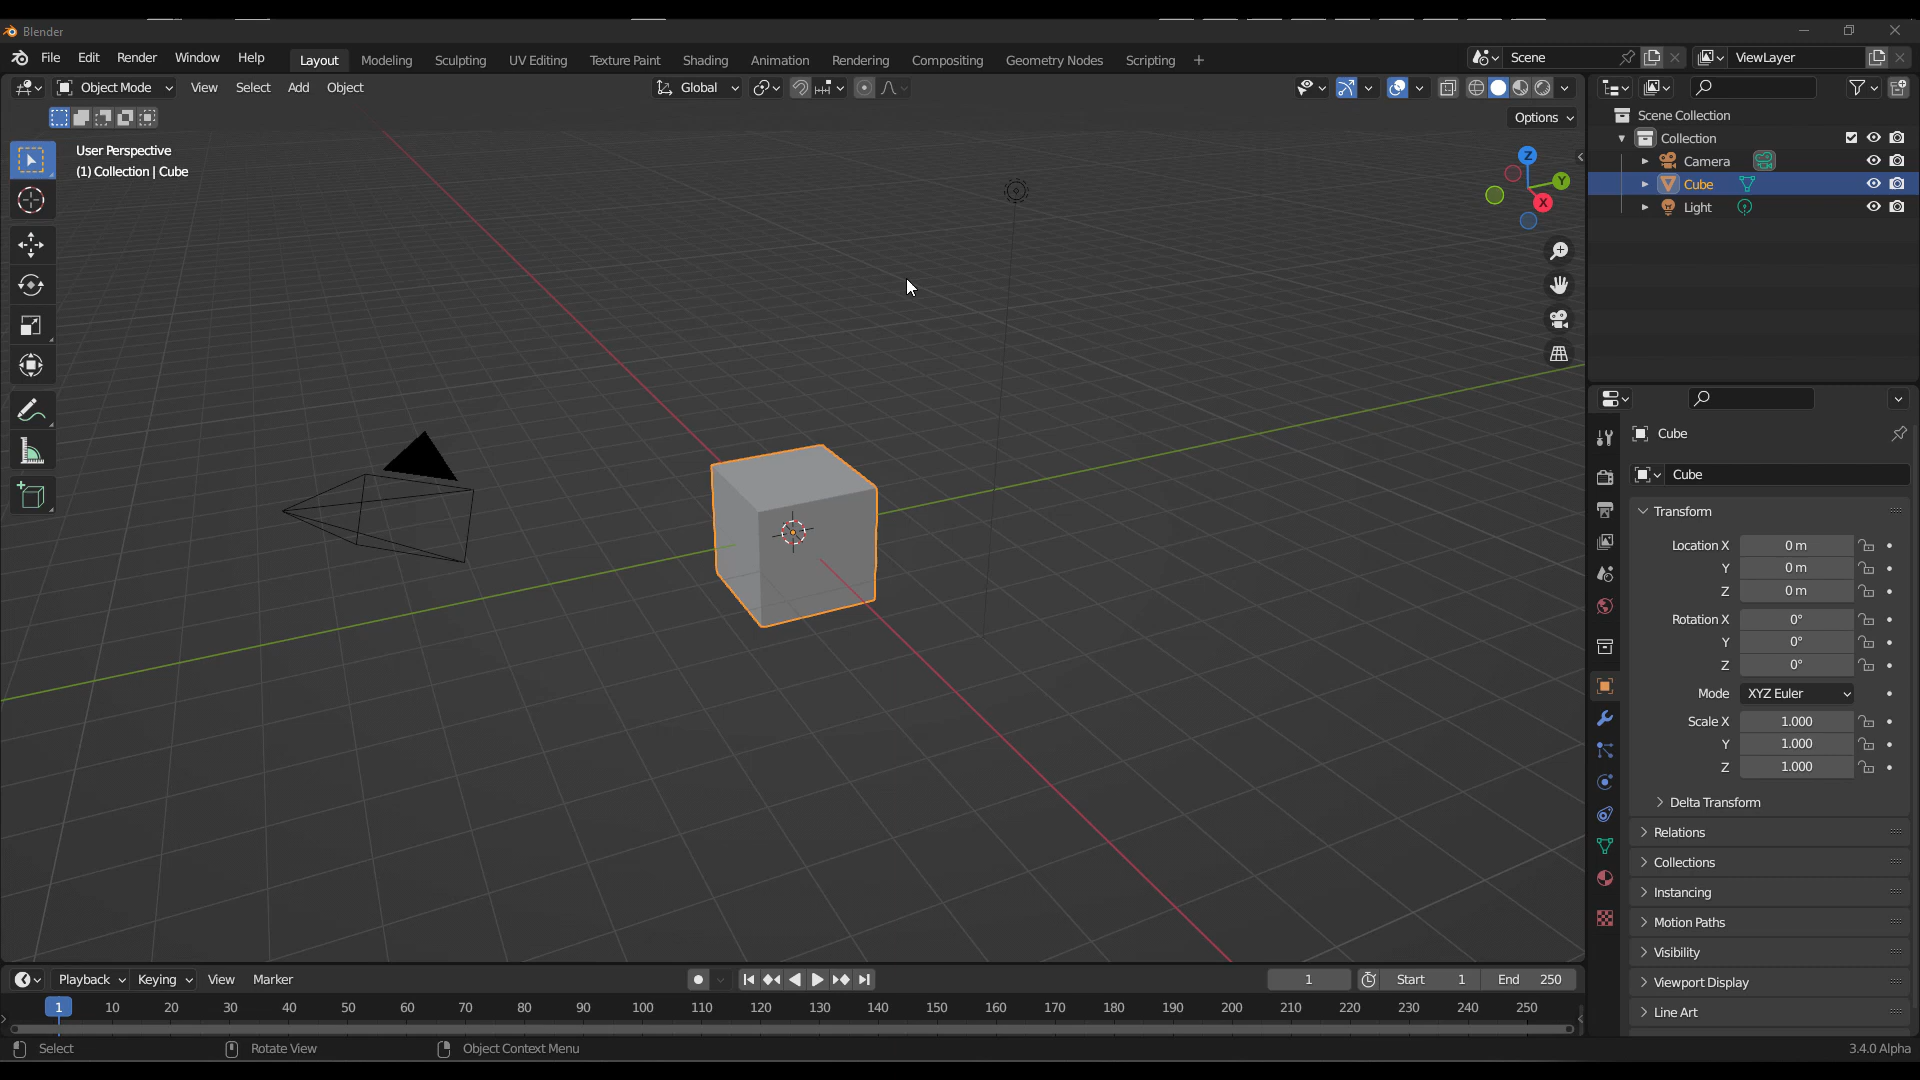 Blender
File Edit Render Window Help Layout Modeling Sculpting UV Editing Texture Paint Shading Animation Rendering Compositing Geometry Nodes Scripting + Scene ViewLayer
Object Mode View Select Add Object Global
Options
User Perspective
(1) Collection | Cube
Z
Y
X
Scene Collection
Collection
Camera
Cube
Light
Cube
Cube
Transform
Location X 0 m
Y 0 m
Z 0 m
Rotation X 0°
Y 0°
Z 0°
Mode XYZ Euler
Scale X 1.000
Y 1.000
Z 1.000
Delta Transform
Relations
Collections
Instancing
Motion Paths
Visibility
Viewport Display
Line Art
Playback Keying View Marker 1 Start 1 End 250
1 10 20 30 40 50 60 70 80 90 100 110 120 130 140 150 160 170 180 190 200 210 220 230 240 250
Select Rotate View Object Context Menu 3.4.0 Alpha